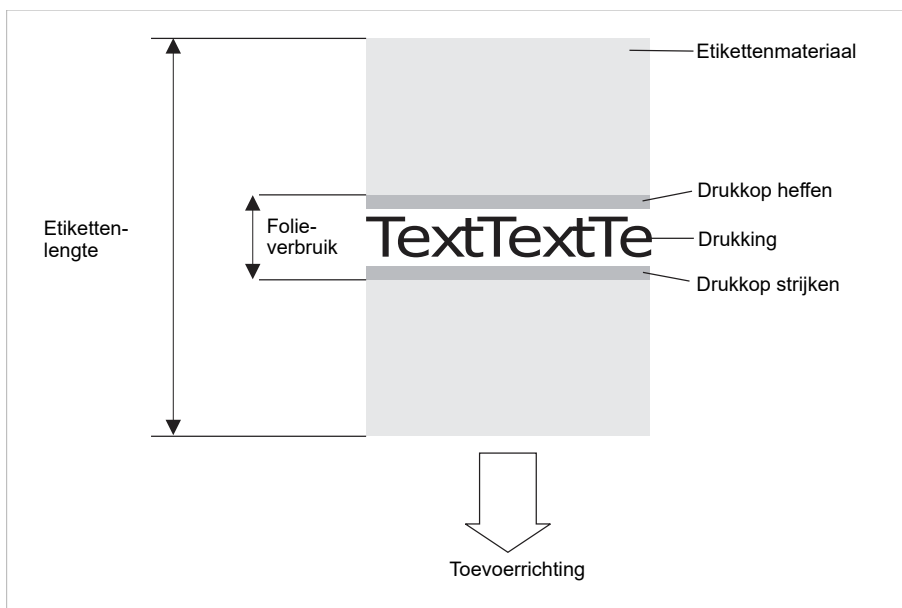 Etikettenmateriaal
Drukkop heffen
Etiketten-
lengte
Folie-
verbruik
TextTextTe
Drukking
Drukkop strijken
Toevoerrichting